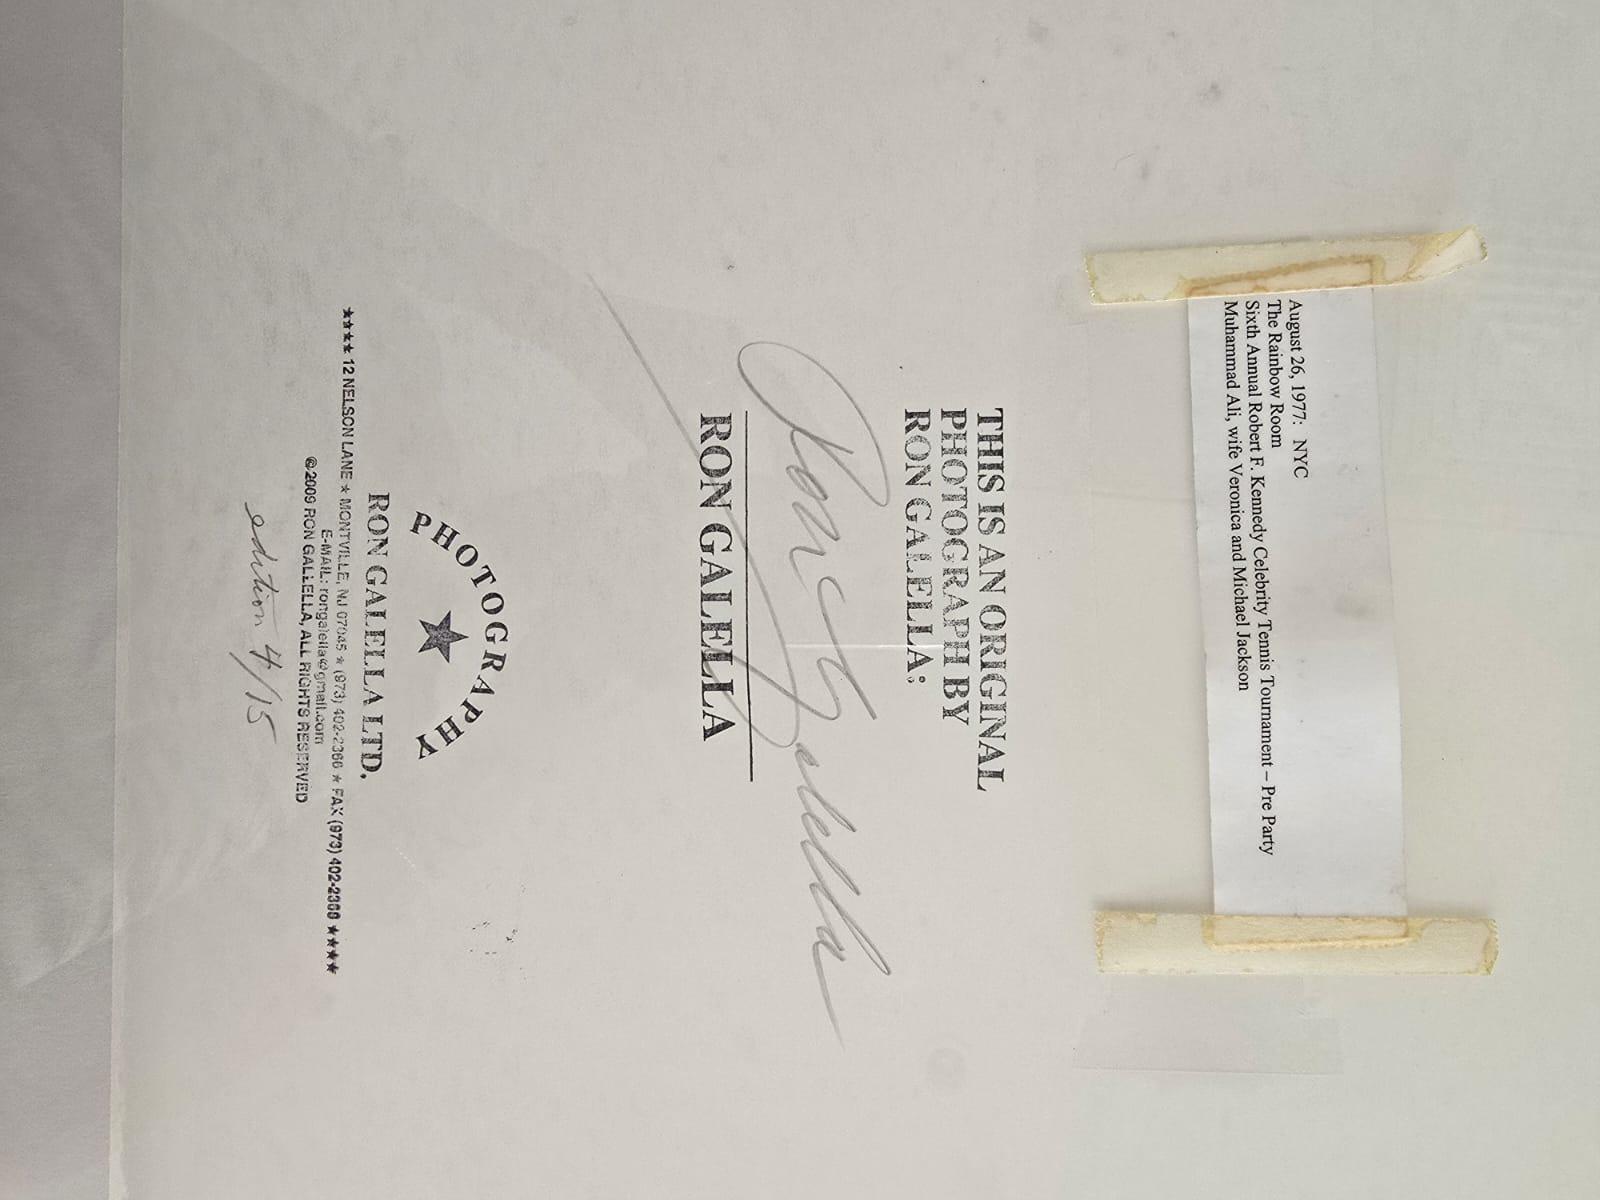 August 26, 1977: NYC
The Rainbow Room
Sixth Annual Robert F. Kennedy Celebrity Tennis Tournament – Pre Party
Muhammad Ali, wife Veronica and Michael Jackson
THIS IS AN ORIGINAL
PHOTOGRAPH BY
RON GALELLA:
Ron Galella
RON GALELLA
PHOTOGRAPHY
RON GALELLA LTD.
★★★★ 12 NELSON LANE ★ MONTVILLE, NJ 07045 ★ (973) 402-2366 ★ FAX (973) 402-2368 ★★★★
E-MAIL: rongalella@gmail.com
©2009 RON GALLELLA, ALL RIGHTS RESERVED
edition 4/15